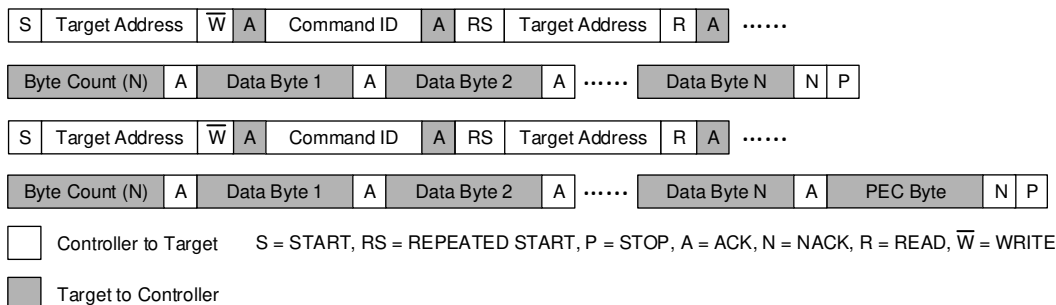 S Target Address W̅ A Command ID A RS Target Address R A ......
Byte Count (N) A Data Byte 1 A Data Byte 2 A ...... Data Byte N N P
S Target Address W̅ A Command ID A RS Target Address R A ......
Byte Count (N) A Data Byte 1 A Data Byte 2 A ...... Data Byte N A PEC Byte N P
Controller to Target S = START, RS = REPEATED START, P = STOP, A = ACK, N = NACK, R = READ, W̅ = WRITE
Target to Controller